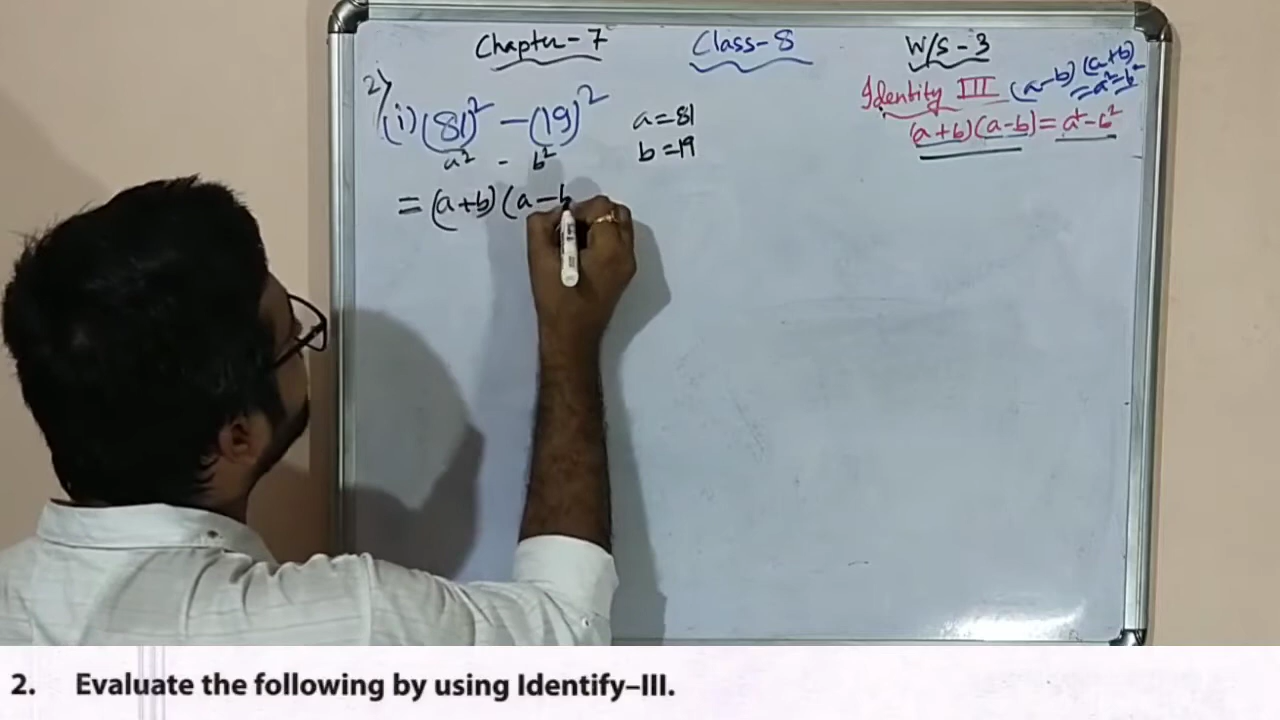 Chapter-7 Class-8 W/S-3
Identity III (a-b)(a+b)
=a²-b²
(a+b)(a-b)=a²-b²
2)
(i) (81)² - (19)² a=81
a² - b² b=19
= (a+b)(a-b
2. Evaluate the following by using Identify–III.